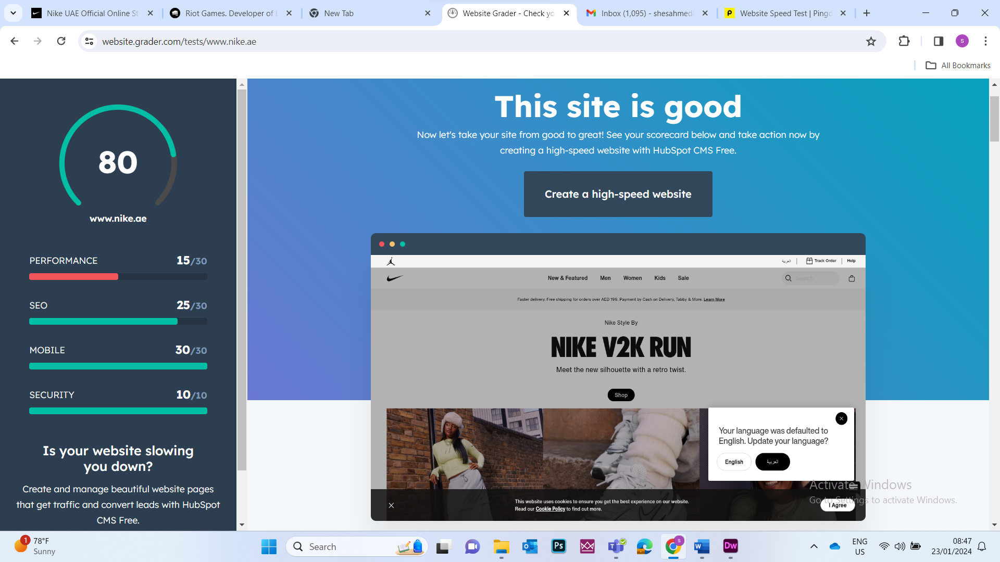 Nike UAE Official Online St
Riot Games. Developer of L
New Tab
Website Grader - Check yo
Inbox (1,095) - shesahmed
Website Speed Test | Pingd
website.grader.com/tests/www.nike.ae
S
All Bookmarks
80
www.nike.ae
PERFORMANCE 15/30
SEO 25/30
MOBILE 30/30
SECURITY 10/10
Is your website slowing
you down?
Create and manage beautiful website pages
that get traffic and convert leads with HubSpot
CMS Free.
This site is good
Now let's take your site from good to great! See your scorecard below and take action now by
creating a high-speed website with HubSpot CMS Free.
Create a high-speed website
العربية | Track Order | Help
New & Featured Men Women Kids Sale Search
Faster delivery. Free shipping for orders over AED 199. Payment by Cash on Delivery, Tabby & More. Learn More
Nike Style By
NIKE V2K RUN
Meet the new silhouette with a retro twist.
Shop
Your language was defaulted to
English. Update your language?
English العربية
This website uses cookies to ensure you get the best experience on our website.
Read our Cookie Policy to find out more.
I Agree
Activate Windows
Go to Settings to activate Windows.
1
78°F
Sunny
Search
Ps
Dw
ENG
US
08:47
23/01/2024